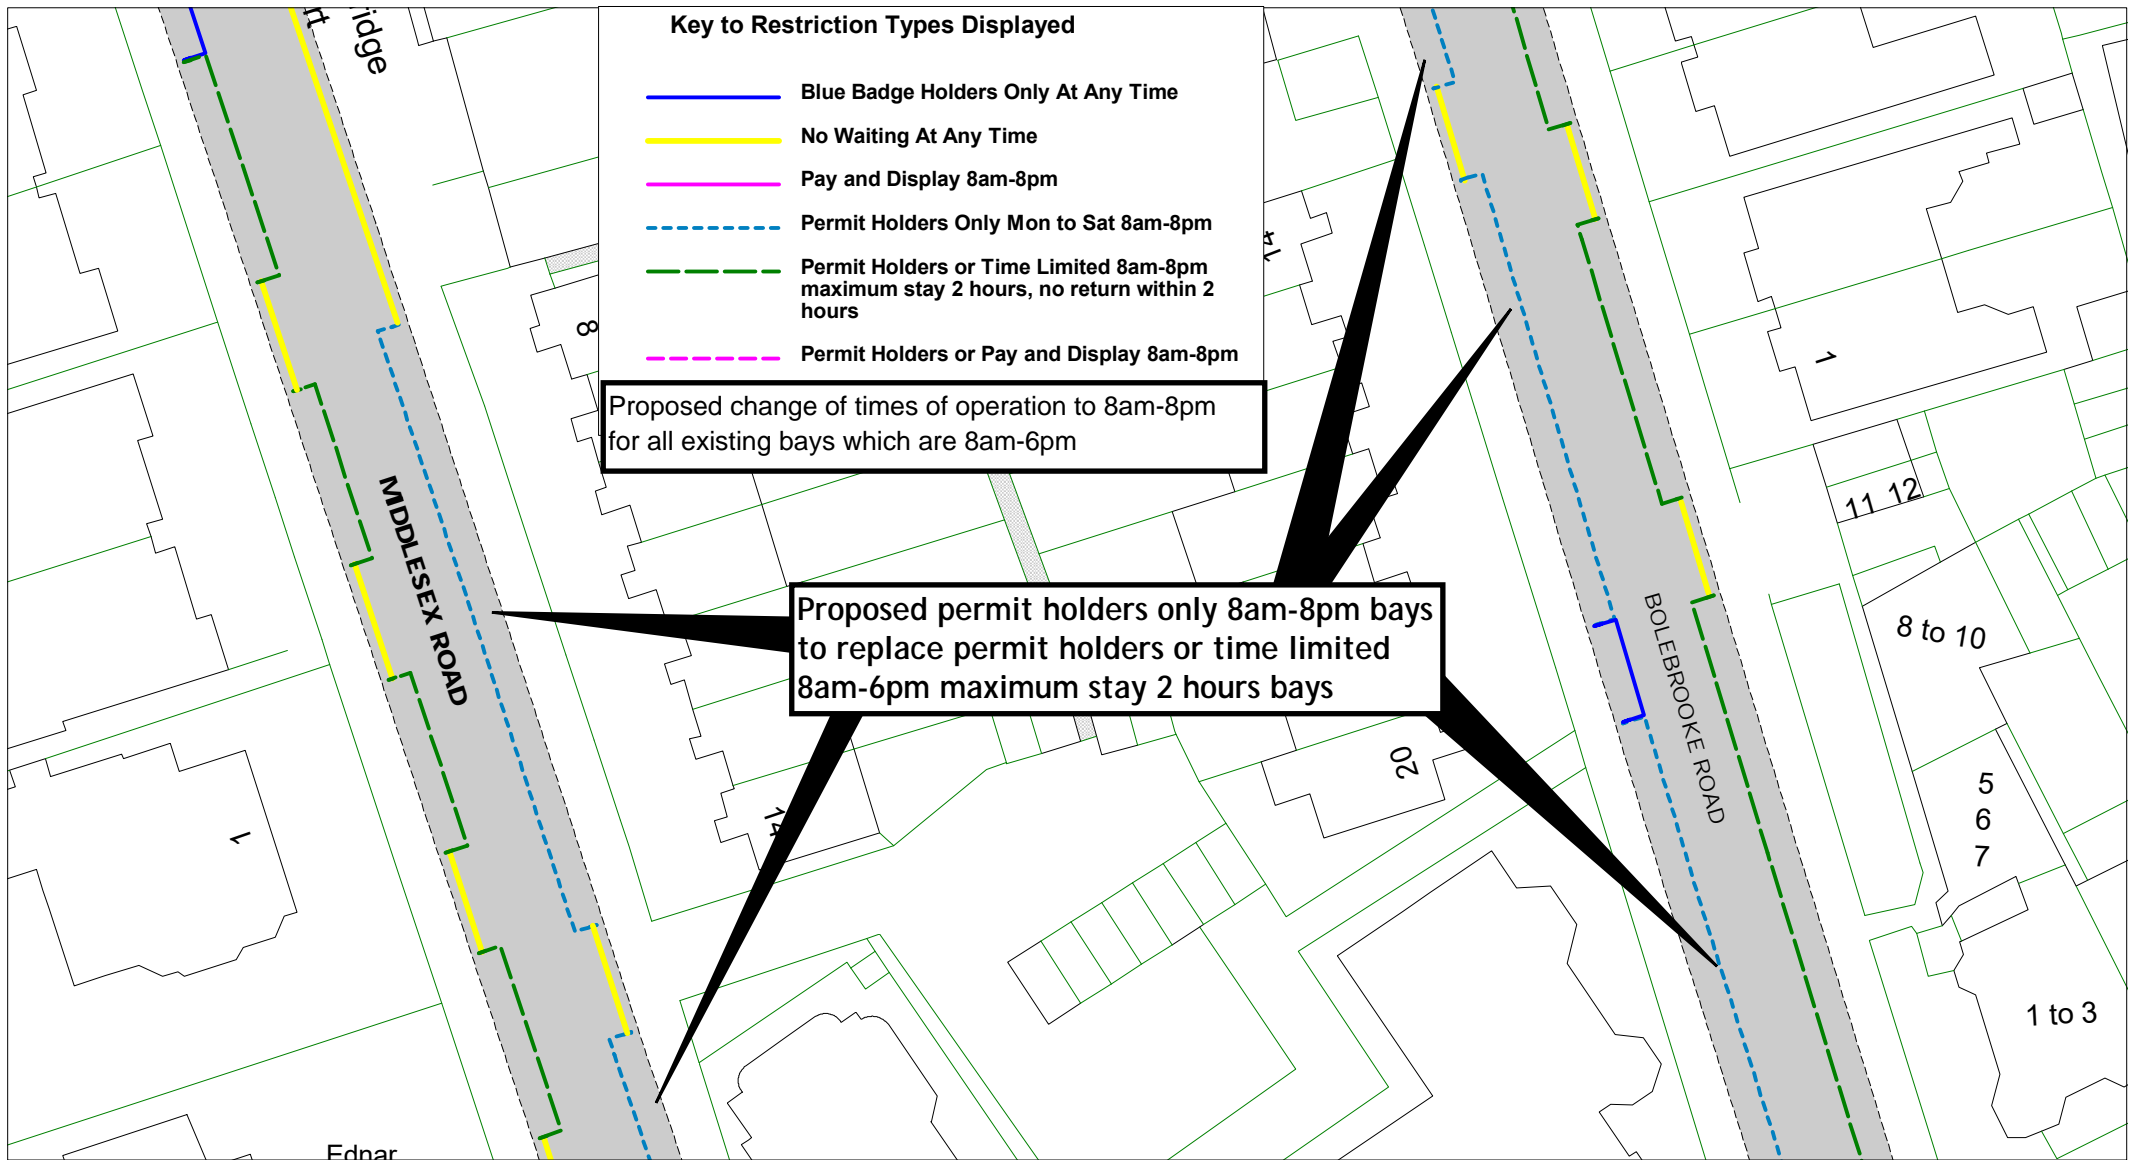 ridge
rt
Key to Restriction Types Displayed
Blue Badge Holders Only At Any Time
No Waiting At Any Time
Pay and Display 8am-8pm
Permit Holders Only Mon to Sat 8am-8pm
Permit Holders or Time Limited 8am-8pm
maximum stay 2 hours, no return within 2
hours
Permit Holders or Pay and Display 8am-8pm
Proposed change of times of operation to 8am-8pm
for all existing bays which are 8am-6pm
8
14
1
11 12
MIDDLESEX ROAD
Proposed permit holders only 8am-8pm bays
to replace permit holders or time limited
8am-6pm maximum stay 2 hours bays
BOLEBROOKE ROAD
8 to 10
20
5
6
7
14
1
1 to 3
Ednar